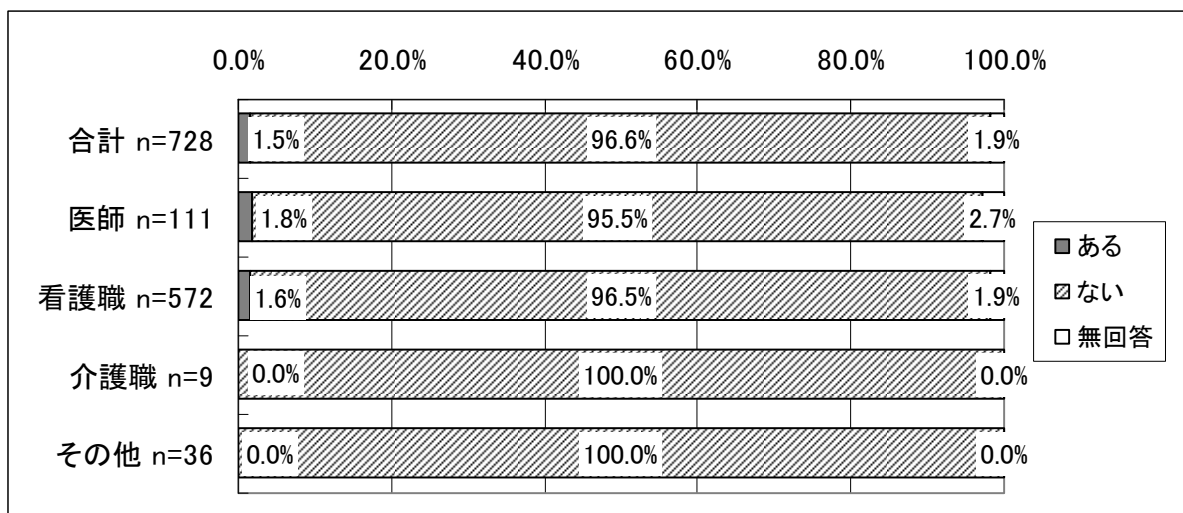 0.0% 20.0% 40.0% 60.0% 80.0% 100.0%
合計 n=728 1.5% 96.6% 1.9%
医師 n=111 1.8% 95.5% 2.7%
看護職 n=572 1.6% 96.5% 1.9%
介護職 n=9 0.0% 100.0% 0.0%
その他 n=36 0.0% 100.0% 0.0%
ある
ない
無回答